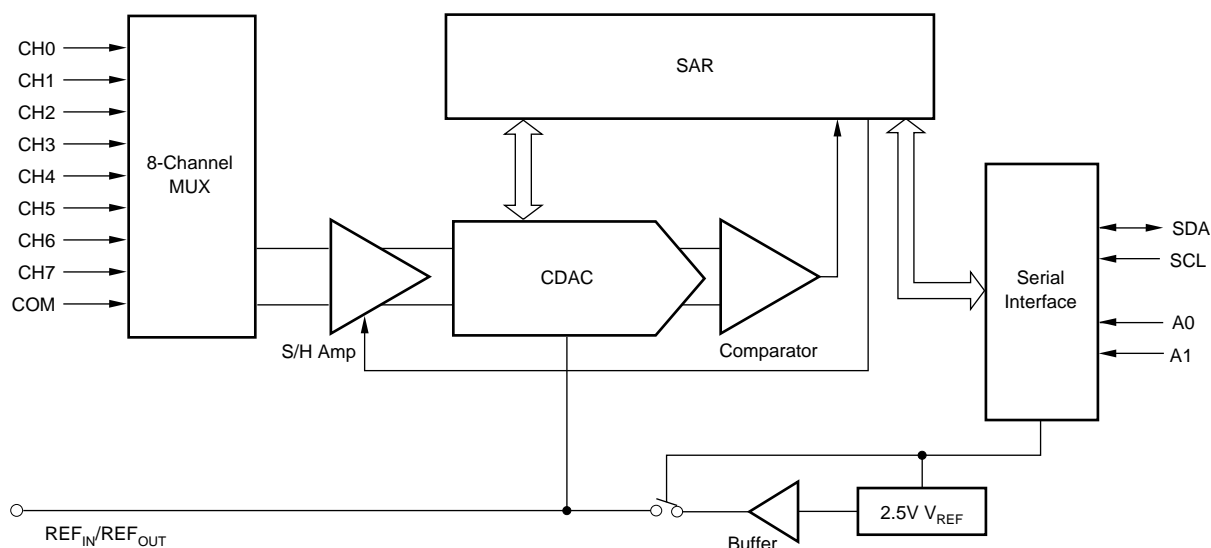 CH0
CH1
CH2
CH3
CH4
CH5
CH6
CH7
COM
8-Channel
MUX
SAR
S/H Amp
CDAC
Comparator
Serial
Interface
SDA
SCL
A0
A1
REFIN/REFOUT
Buffer
2.5V VREF